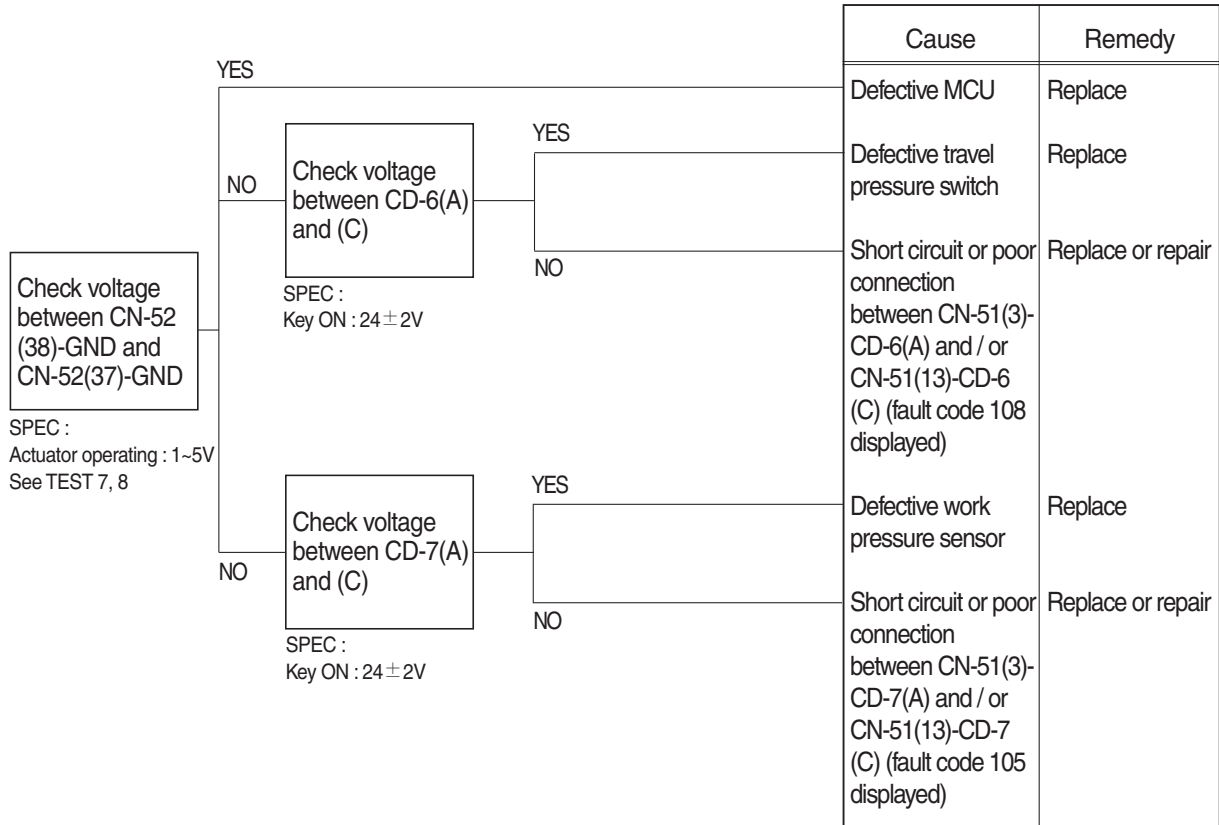 Cause Remedy
YES
Defective MCU Replace
YES
Defective travel Replace
pressure switch
NO
Check voltage
between CD-6(A)
and (C)
SPEC :
Key ON : 24±2V
NO
Short circuit or poor Replace or repair
connection
between CN-51(3)-
CD-6(A) and / or
CN-51(13)-CD-6
(C) (fault code 108
displayed)
Check voltage
between CN-52
(38)-GND and
CN-52(37)-GND
SPEC :
Actuator operating : 1~5V
See TEST 7, 8
NO
Check voltage
between CD-7(A)
and (C)
SPEC :
Key ON : 24±2V
YES
Defective work Replace
pressure sensor
NO
Short circuit or poor Replace or repair
connection
between CN-51(3)-
CD-7(A) and / or
CN-51(13)-CD-7
(C) (fault code 105
displayed)